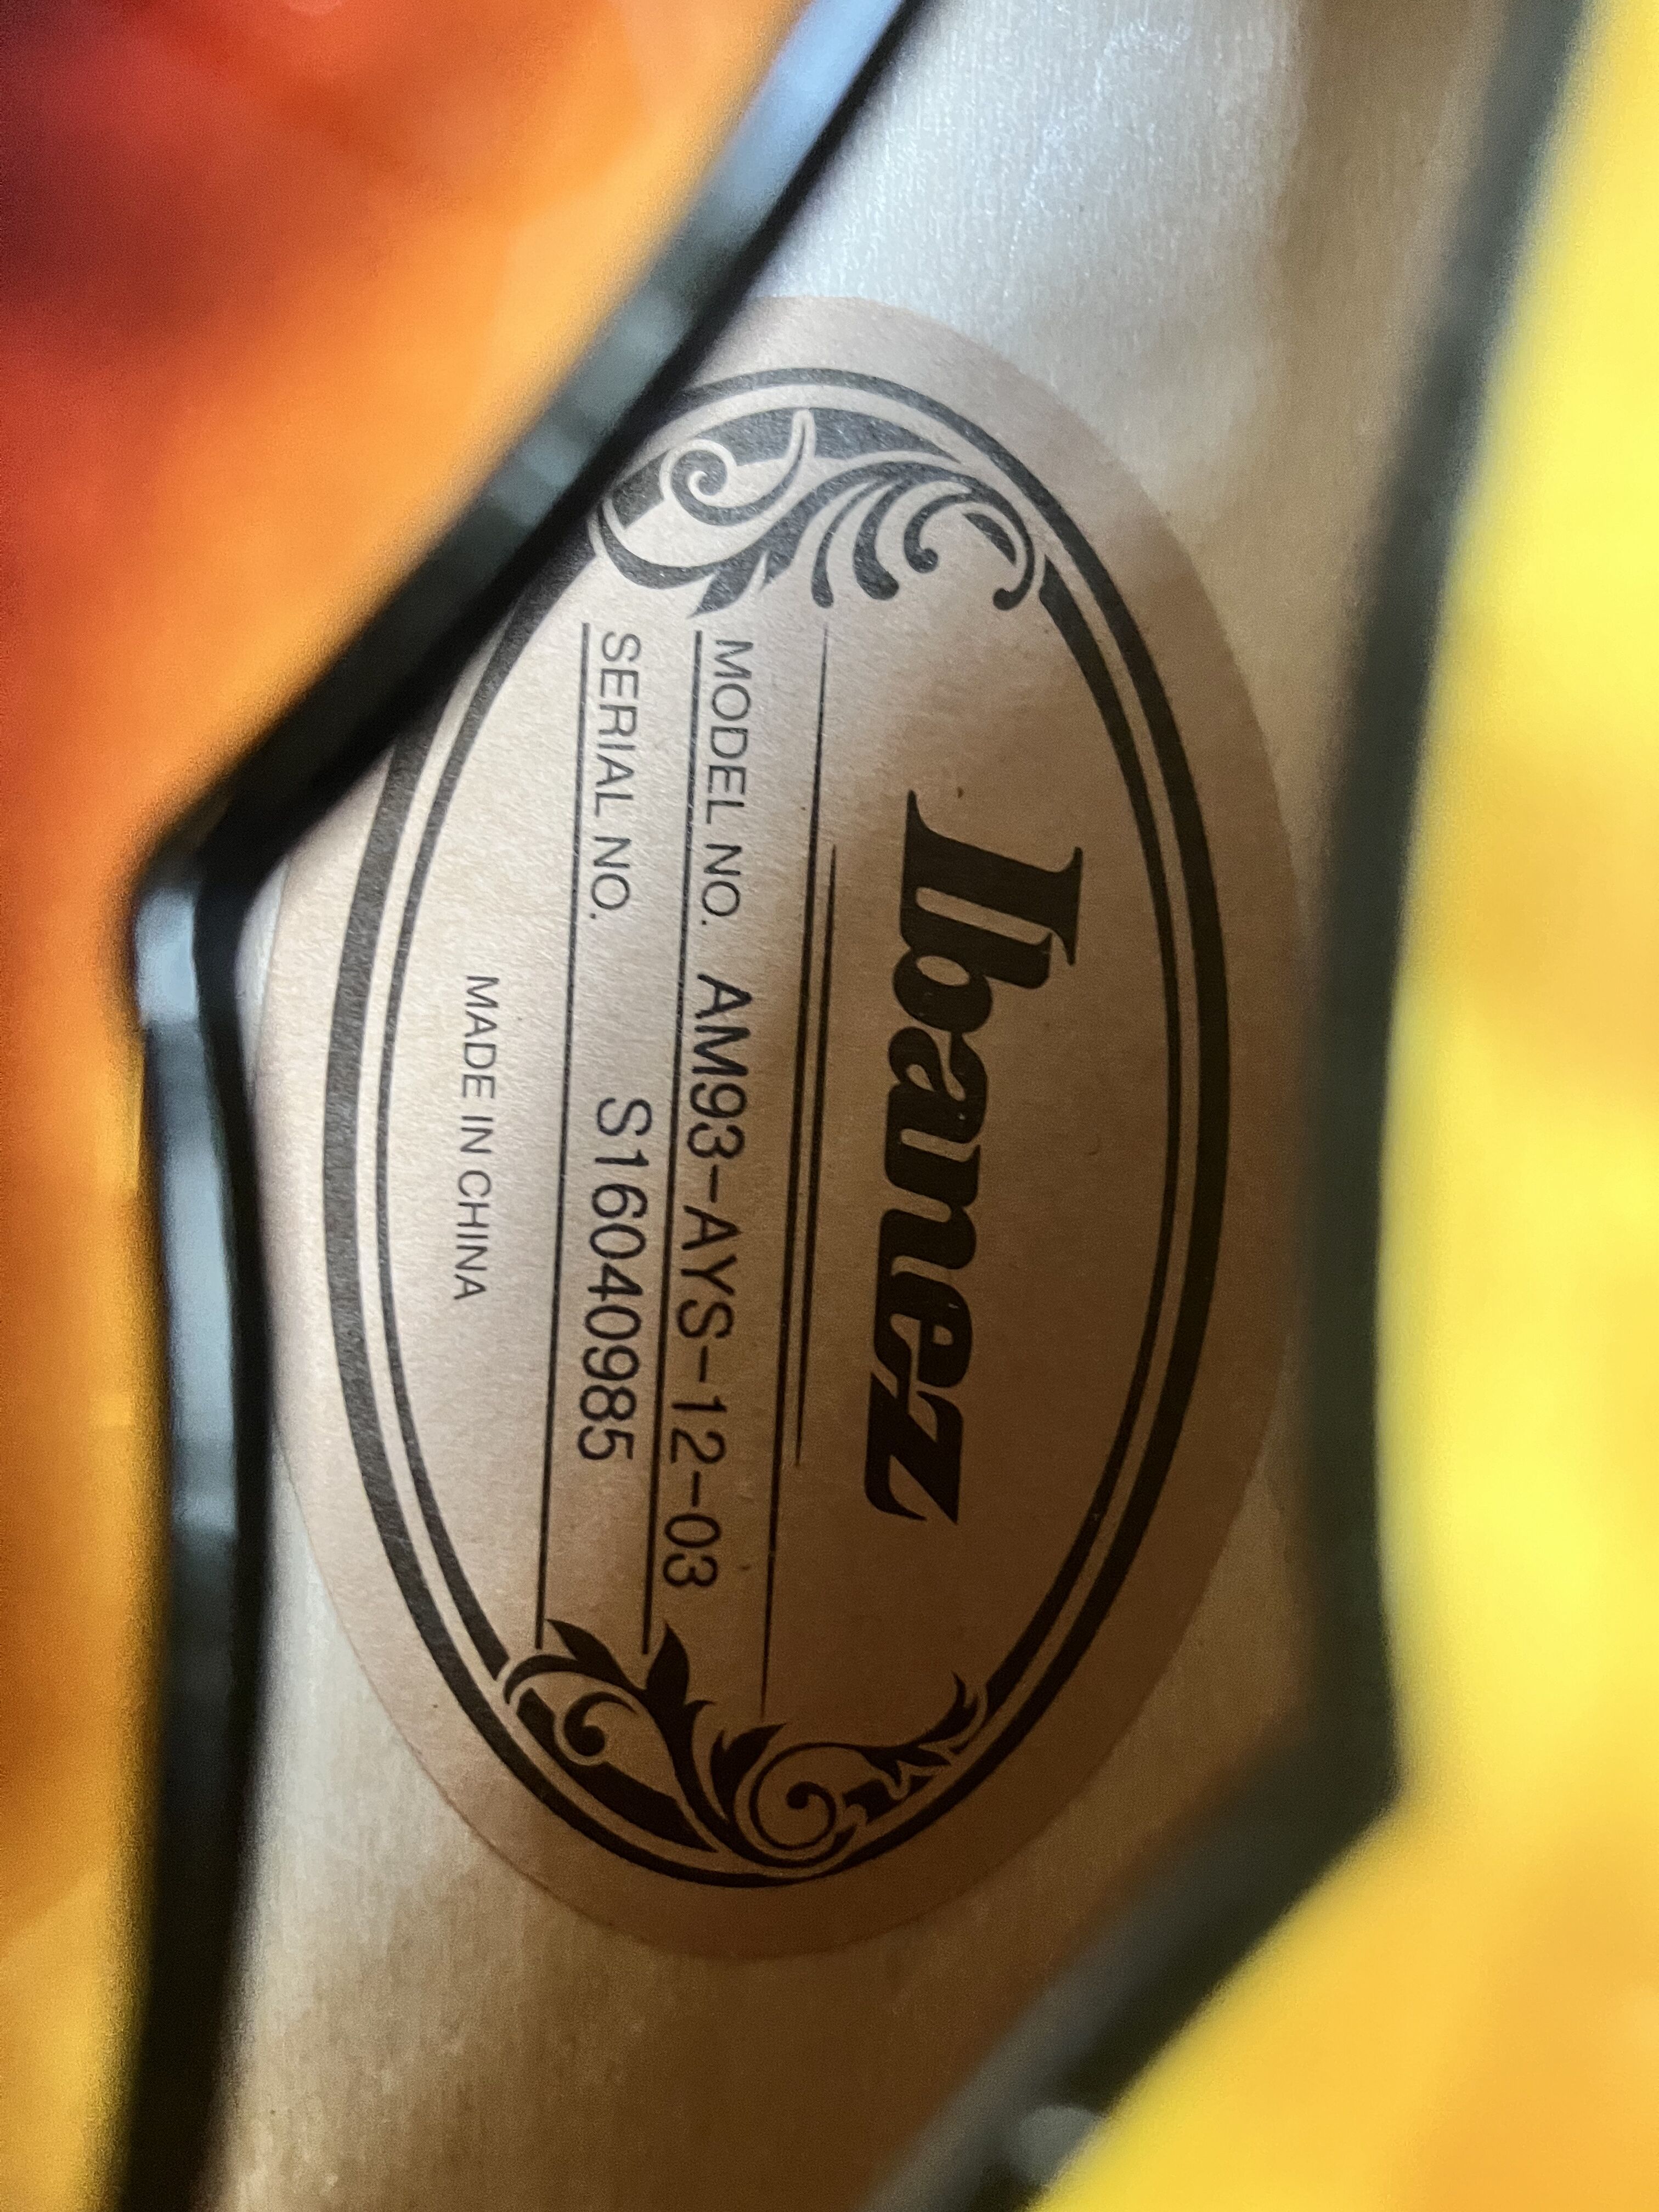 Ibanez
MODEL NO. AM93-AYS-12-03
SERIAL NO. S16040985
MADE IN CHINA